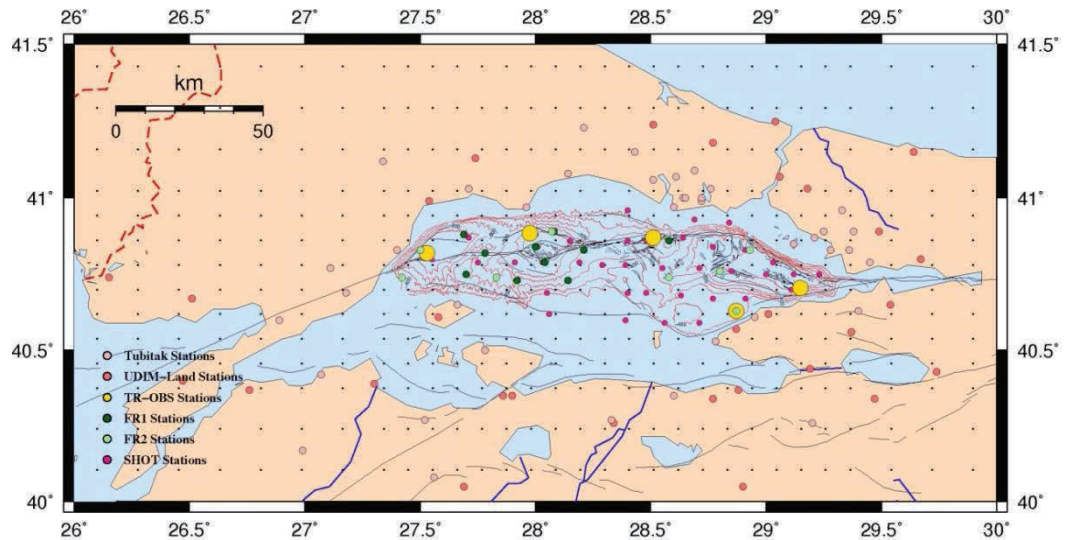 26° 26.5° 27° 27.5° 28° 28.5° 29° 29.5° 30°
41.5° 41.5°
km
0 50
41° 41°
40.5° 40.5°
Tubitak Stations
UDIM-Land Stations
TR-OBS Stations
FR1 Stations
FR2 Stations
SHOT Stations
40° 40°
26° 26.5° 27° 27.5° 28° 28.5° 29° 29.5° 30°